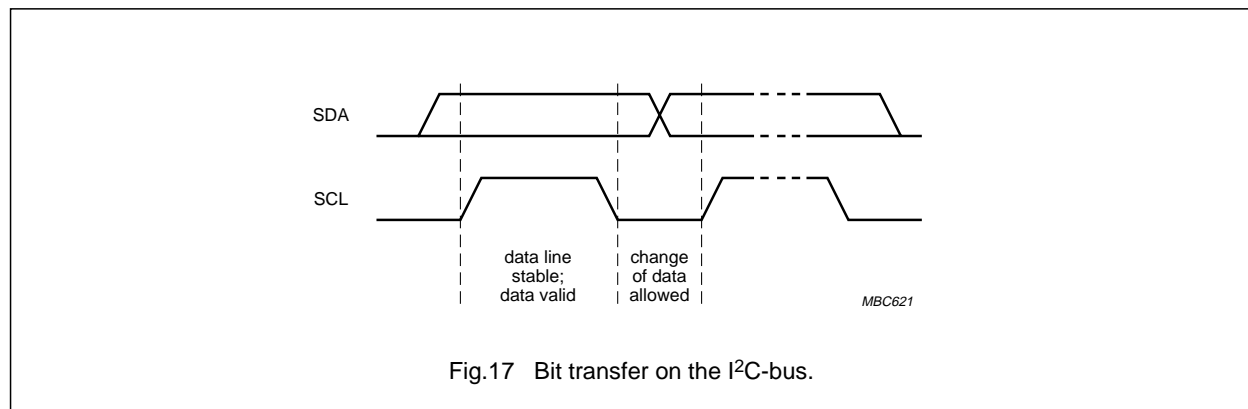 SDA
SCL
data line
stable;
data valid
change
of data
allowed
MBC621
Fig.17 Bit transfer on the I²C-bus.